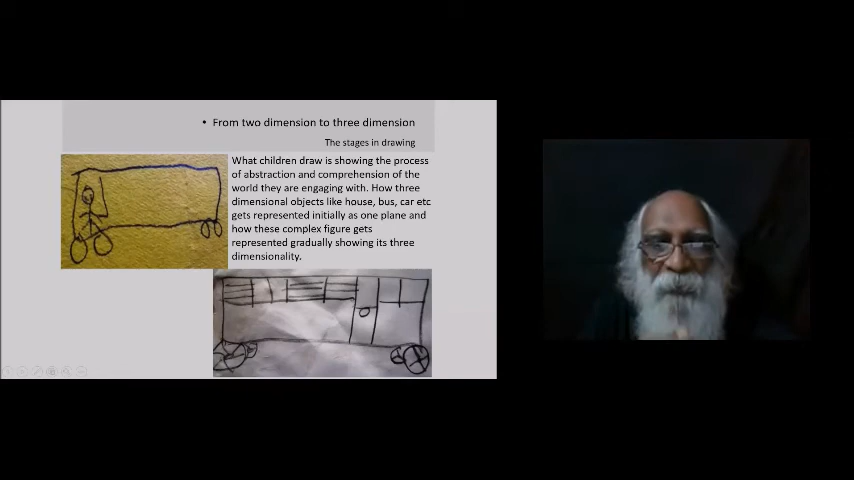 • From two dimension to three dimension
The stages in drawing
What children draw is showing the process
of abstraction and comprehension of the
world they are engaging with. How three
dimensional objects like house, bus, car etc
gets represented initially as one plane and
how these complex figure gets
represented gradually showing its three
dimensionality.